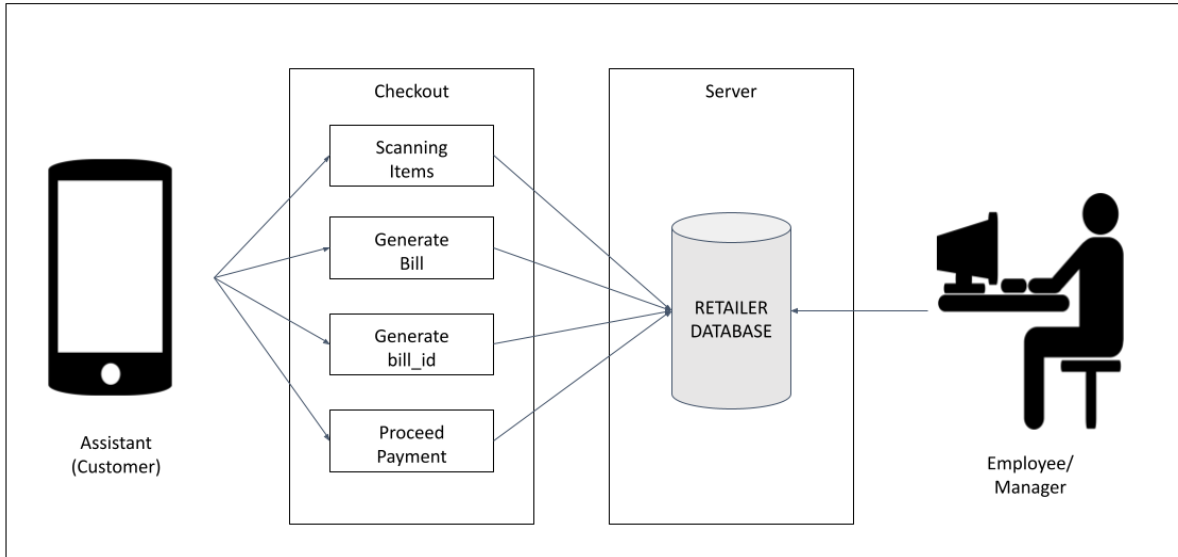 Checkout
Scanning
Items
Generate
Bill
Generate
bill_id
Proceed
Payment
Server
RETAILER
DATABASE
Assistant
(Customer)
Employee/
Manager